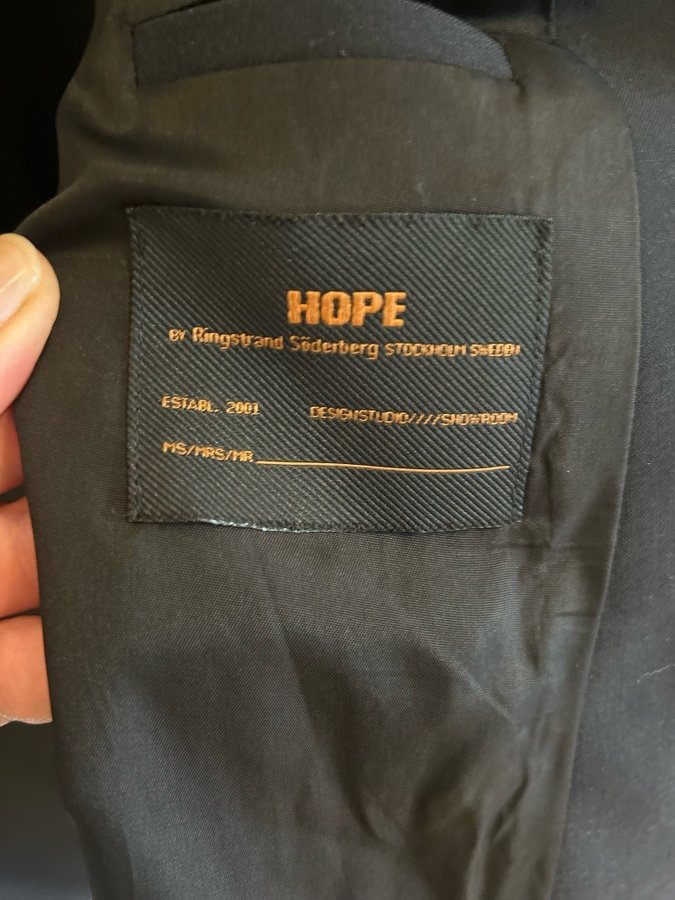 HOPE
BY Ringstrand Söderberg STOCKHOLM SWEDEN
ESTABL. 2001 DESIGNSTUDIO////SHOWROOM
MS/MRS/MR